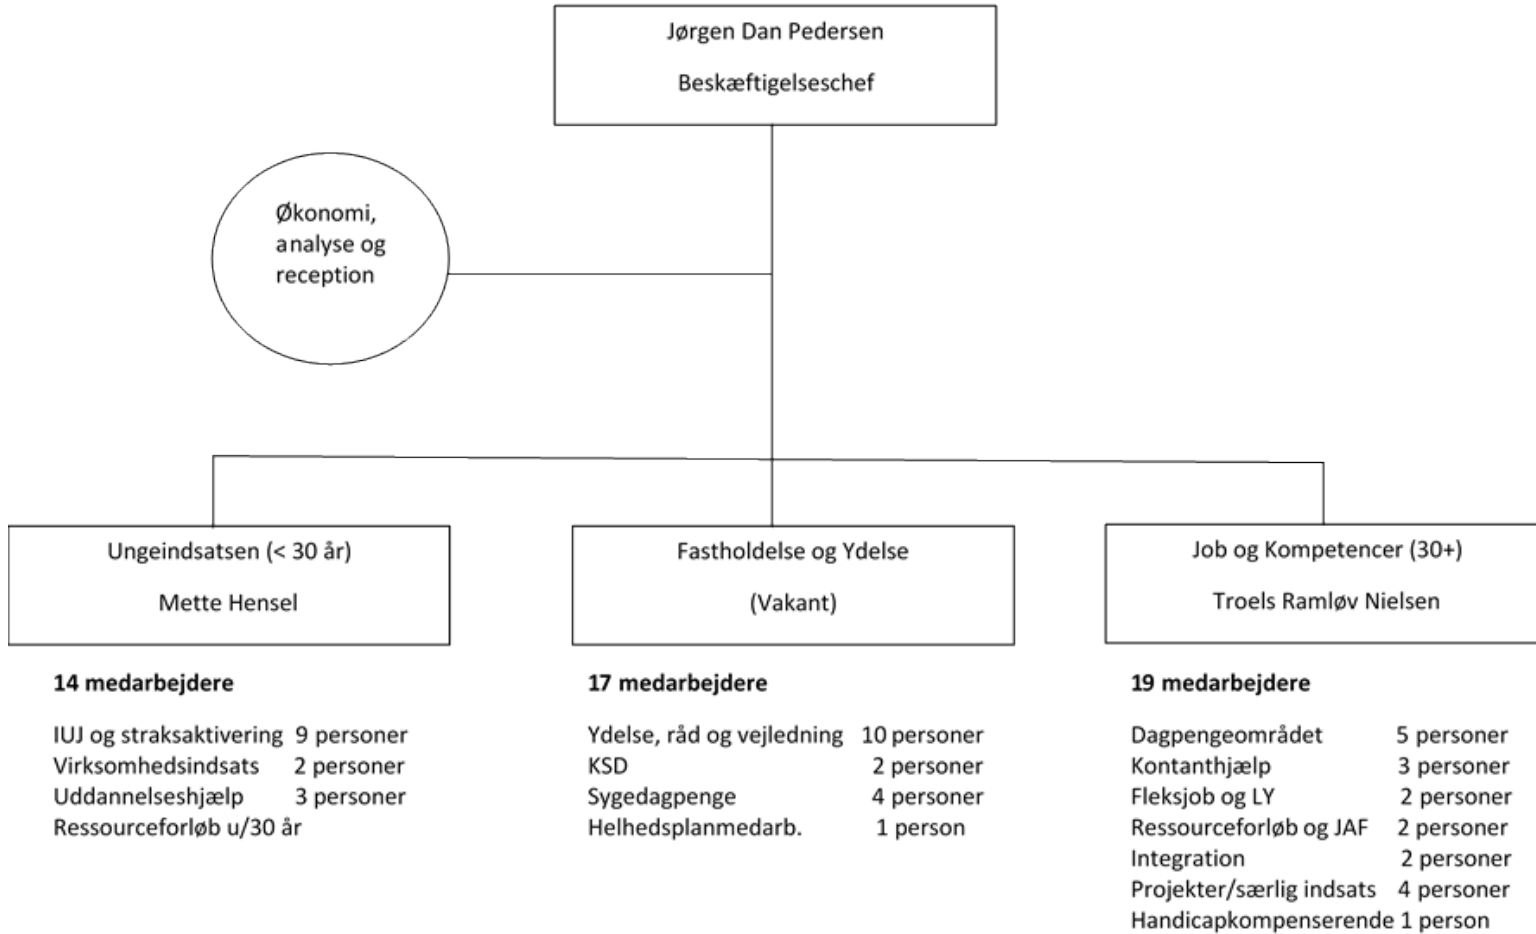 Jørgen Dan Pedersen
Beskæftigelseschef
Økonomi,
analyse og
reception
Ungeindsatsen (< 30 år)
Mette Hensel
14 medarbejdere
IUJ og straksaktivering 9 personer
Virksomhedsindsats 2 personer
Uddannelseshjælp 3 personer
Ressourceforløb u/30 år
Fastholdelse og Ydelse
(Vakant)
17 medarbejdere
Ydelse, råd og vejledning 10 personer
KSD 2 personer
Sygedagpenge 4 personer
Helhedsplanmedarb. 1 person
Job og Kompetencer (30+)
Troels Ramløv Nielsen
19 medarbejdere
Dagpengeområdet 5 personer
Kontanthjælp 3 personer
Fleksjob og LY 2 personer
Ressourceforløb og JAF 2 personer
Integration 2 personer
Projekter/særlig indsats 4 personer
Handicapkompenserende 1 person